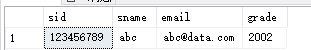 sid sname email grade
1 123456789 abc abc@data.com 2002